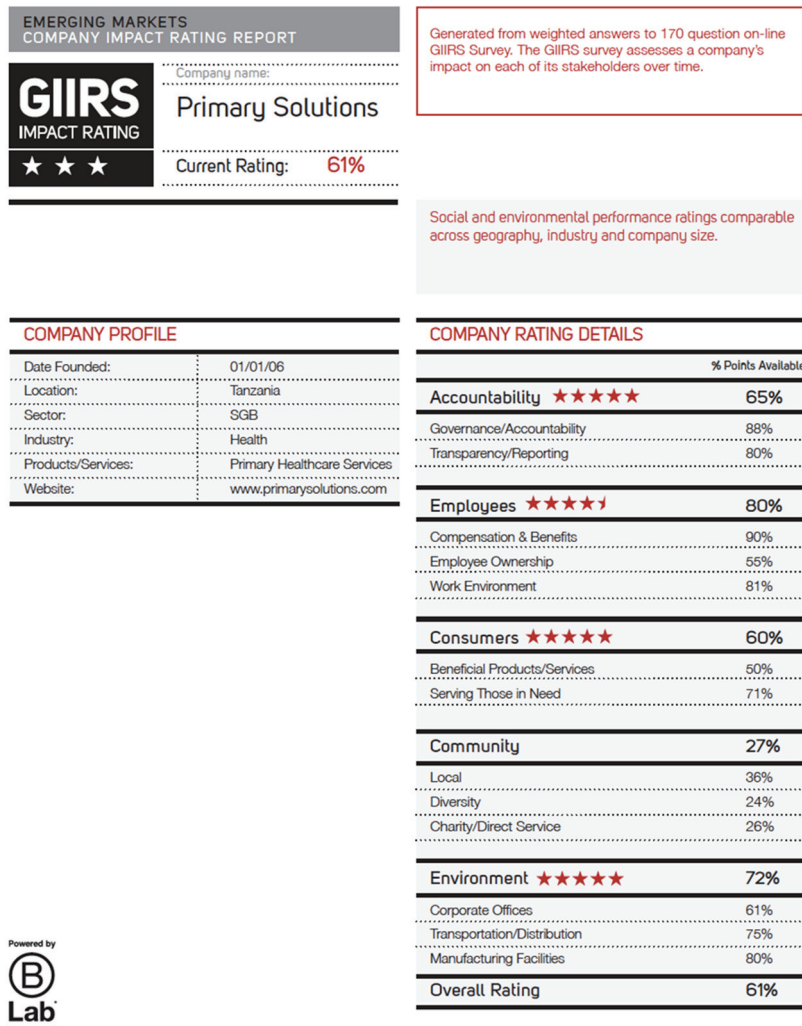 EMERGING MARKETS
COMPANY IMPACT RATING REPORT
GIIRS
IMPACT RATING
Company name:
Primary Solutions
Current Rating: 61%
Generated from weighted answers to 170 question on-line
GIIRS Survey. The GIIRS survey assesses a company's
impact on each of its stakeholders over time.
Social and environmental performance ratings comparable
across geography, industry and company size.
COMPANY PROFILE
Date Founded: 01/01/06
Location: Tanzania
Sector: SGB
Industry: Health
Products/Services: Primary Healthcare Services
Website: www.primarysolutions.com
COMPANY RATING DETAILS
% Points Available
Accountability 65%
Governance/Accountability 88%
Transparency/Reporting 80%
Employees 80%
Compensation & Benefits 90%
Employee Ownership 55%
Work Environment 81%
Consumers 60%
Beneficial Products/Services 50%
Serving Those in Need 71%
Community 27%
Local 36%
Diversity 24%
Charity/Direct Service 26%
Environment 72%
Corporate Offices 61%
Transportation/Distribution 75%
Manufacturing Facilities 80%
Overall Rating 61%
Powered by
B
Lab